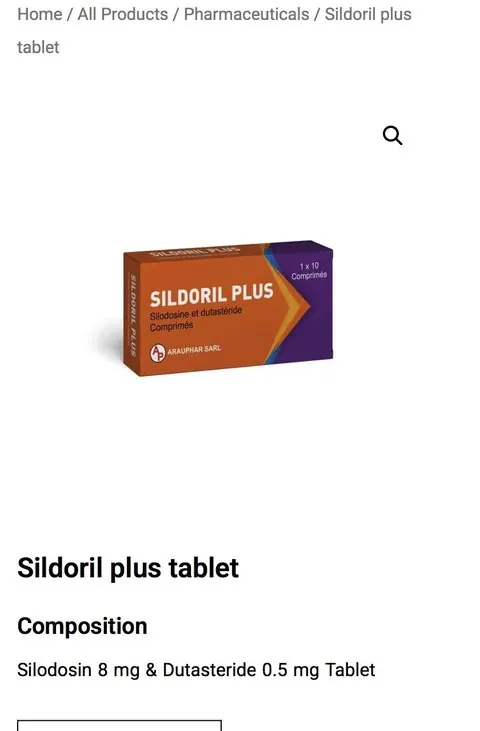 Home / All Products / Pharmaceuticals / Sildoril plus
tablet
SILDORIL PLUS
SILDORIL PLUS
1 x 10
Comprimés
SILDORIL PLUS
Silodosine et dutastéride
Comprimés
AP ARAUPHAR SARL
Sildoril plus tablet
Composition
Silodosin 8 mg & Dutasteride 0.5 mg Tablet